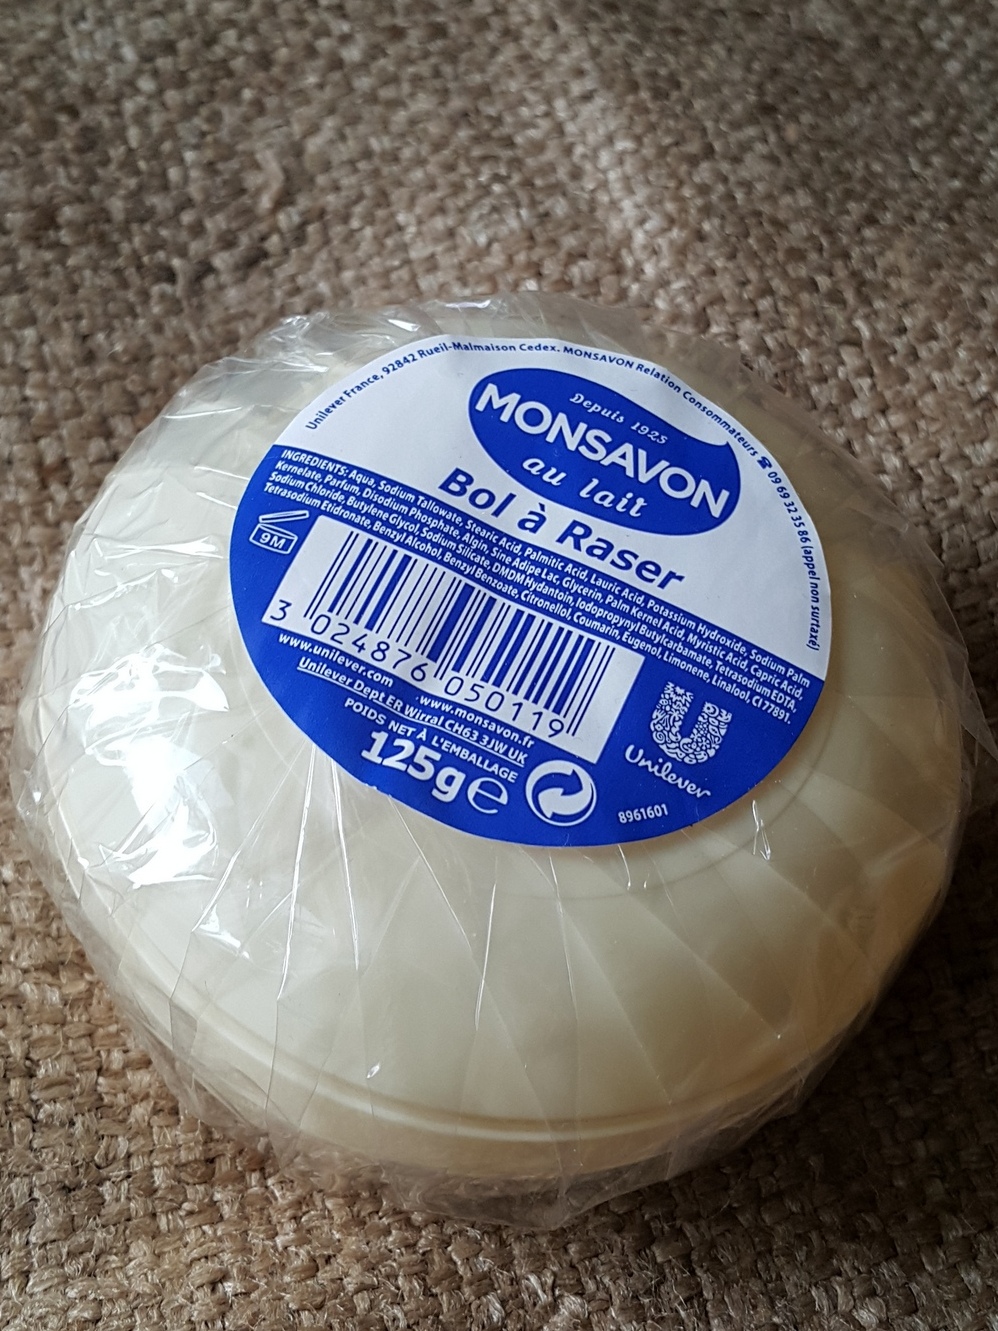 Unilever France, 92842 Rueil-Malmaison Cedex. MONSAVON Relation Consommateurs ☎ 09 69 32 35 86 (appel non surtaxé)
Depuis 1925
MONSAVON
au lait
Bol à Raser
INGREDIENTS: Aqua, Sodium Tallowate, Stearic Acid, Palmitic Acid, Lauric Acid, Potassium Hydroxide, Sodium Palm
Kernelate, Parfum, Disodium Phosphate, Algin, Sine Adipe Lac, Glycerin, Palm Kernel Acid, Myristic Acid, Capric Acid,
Sodium Chloride, Butylene Glycol, Sodium Silicate, DMDM Hydantoin, Iodopropynyl Butylcarbamate, Tetrasodium EDTA,
Tetrasodium Etidronate, Benzyl Alcohol, Benzyl Benzoate, Citronellol, Coumarin, Eugenol, Limonene, Linalool, CI 77891.
9M
3 024876 050119
www.unilever.com www.monsavon.fr
Unilever Dept ER Wirral CH63 3JW UK
POIDS NET À L'EMBALLAGE
125g e
Unilever
8961601